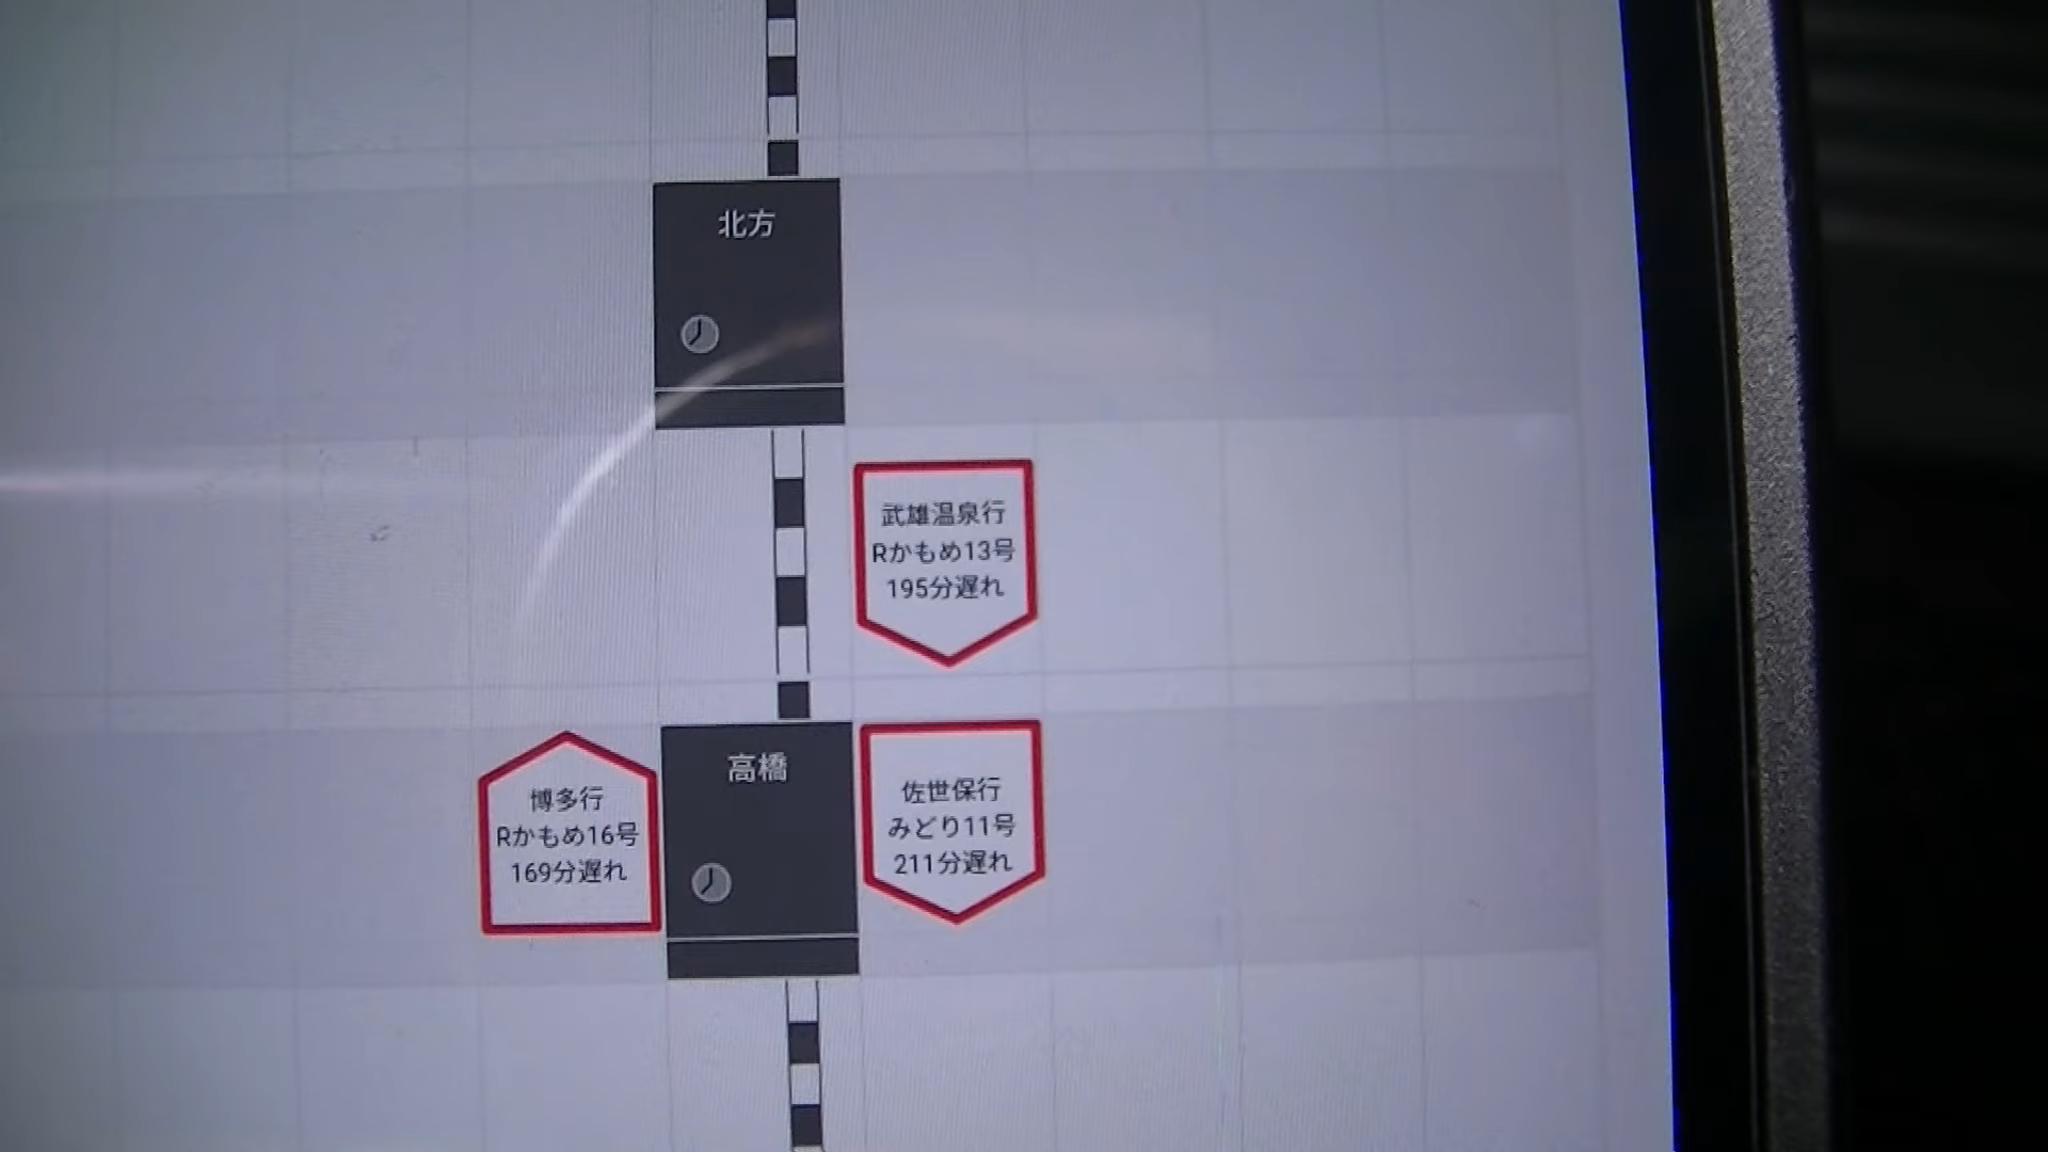 北方
武雄温泉行
Rかもめ13号
195分遅れ
博多行
Rかもめ16号
169分遅れ
高橋
佐世保行
みどり11号
211分遅れ